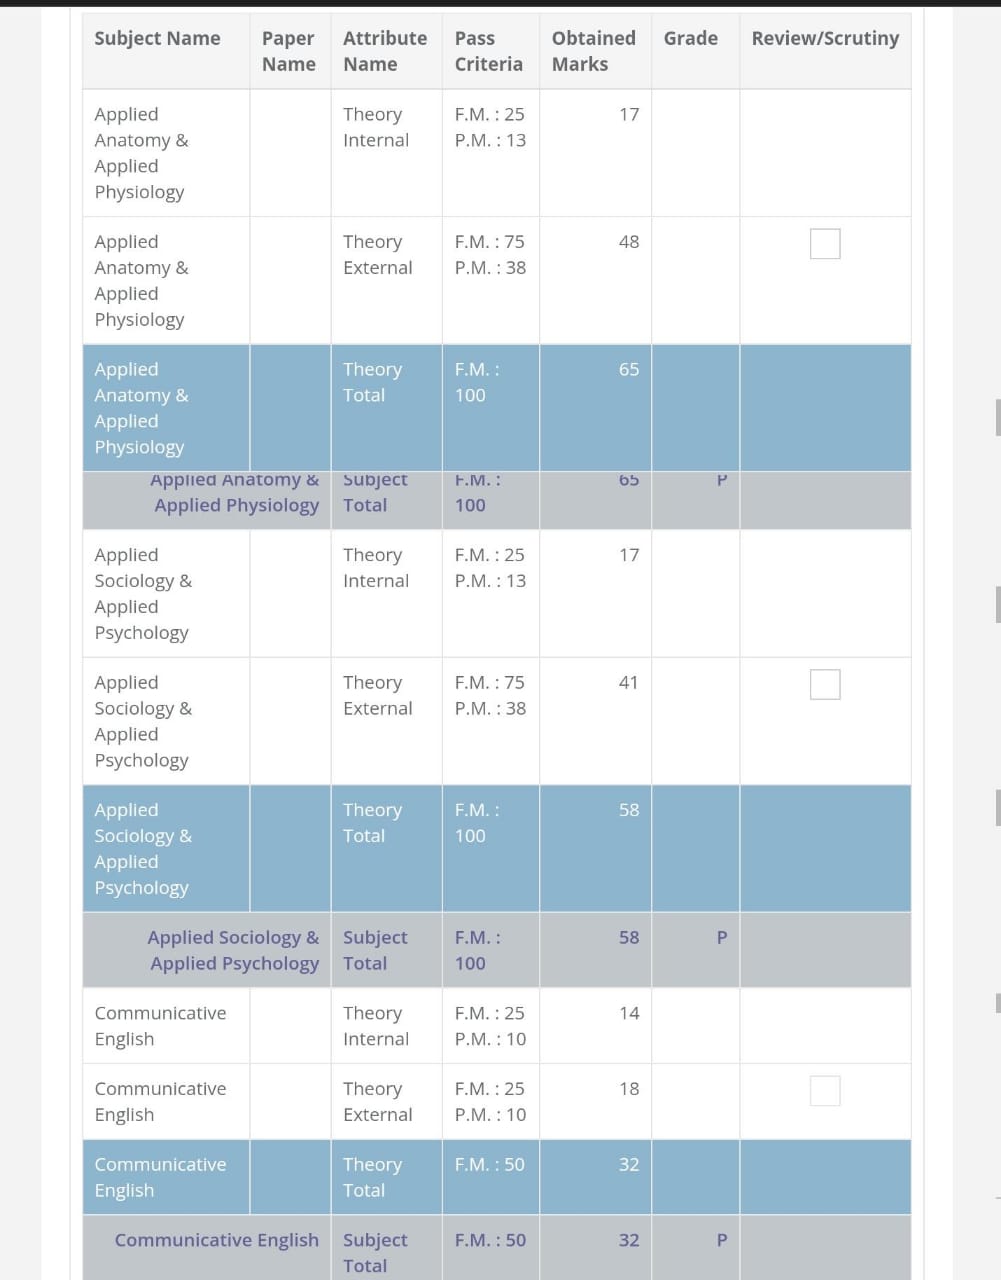 Subject Name Paper Name Attribute Name Pass Criteria Obtained Marks Grade Review/Scrutiny
Applied Anatomy & Applied Physiology Theory Internal F.M. : 25 P.M. : 13 17
Applied Anatomy & Applied Physiology Theory External F.M. : 75 P.M. : 38 48
Applied Anatomy & Applied Physiology Theory Total F.M. : 100 65
Applied Anatomy & Applied Physiology Subject Total F.M. : 100 65 P
Applied Sociology & Applied Psychology Theory Internal F.M. : 25 P.M. : 13 17
Applied Sociology & Applied Psychology Theory External F.M. : 75 P.M. : 38 41
Applied Sociology & Applied Psychology Theory Total F.M. : 100 58
Applied Sociology & Applied Psychology Subject Total F.M. : 100 58 P
Communicative English Theory Internal F.M. : 25 P.M. : 10 14
Communicative English Theory External F.M. : 25 P.M. : 10 18
Communicative English Theory Total F.M. : 50 32
Communicative English Subject Total F.M. : 50 32 P